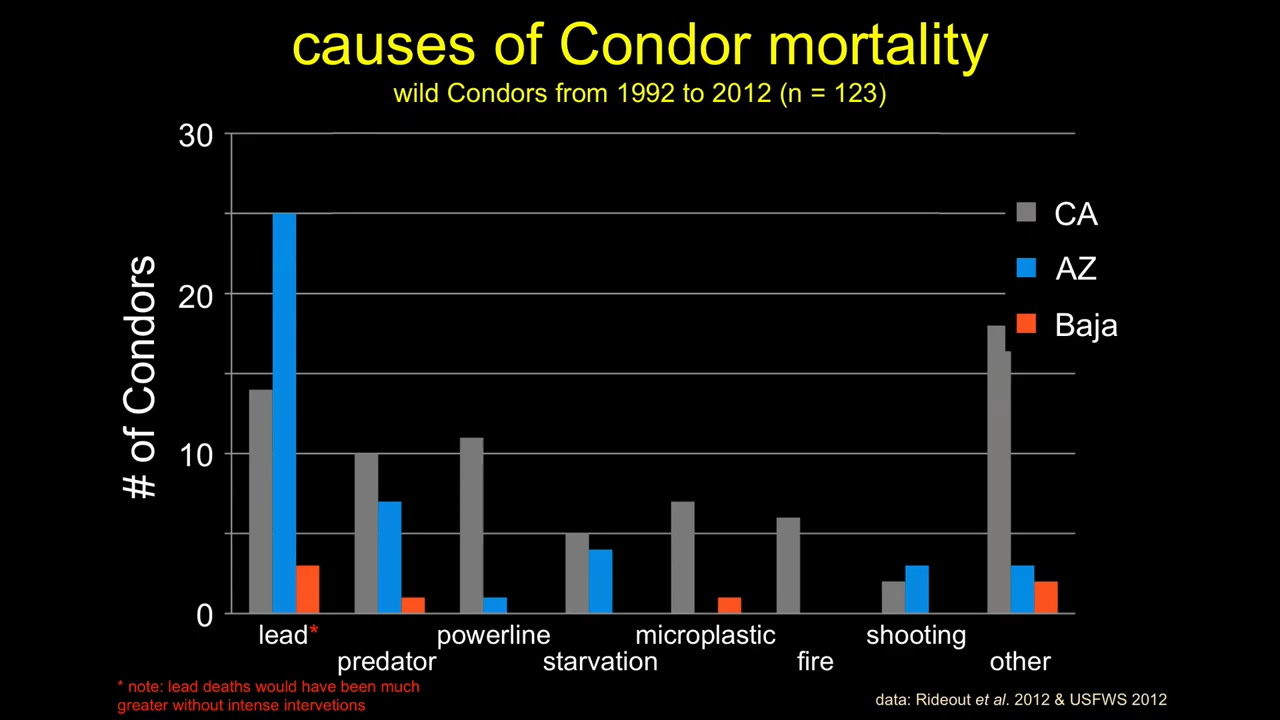 causes of Condor mortality
wild Condors from 1992 to 2012 (n = 123)
30
20
10
0
# of Condors
CA
AZ
Baja
lead*
predator
powerline
starvation
microplastic
fire
shooting
other
* note: lead deaths would have been much
greater without intense intervetions
data: Rideout et al. 2012 & USFWS 2012